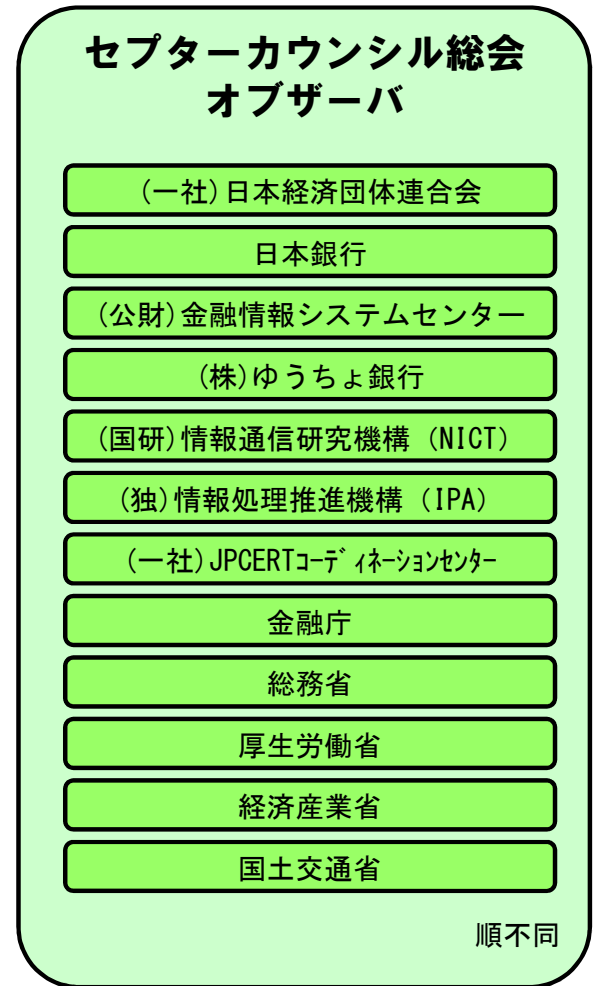 セプターカウンシル総会
オブザーバ
(一社)日本経済団体連合会
日本銀行
(公財)金融情報システムセンター
(株)ゆうちょ銀行
(国研)情報通信研究機構（NICT）
(独)情報処理推進機構（IPA）
(一社)JPCERTｺｰﾃﾞｨﾈｰｼｮﾝｾﾝﾀｰ
金融庁
総務省
厚生労働省
経済産業省
国土交通省
順不同